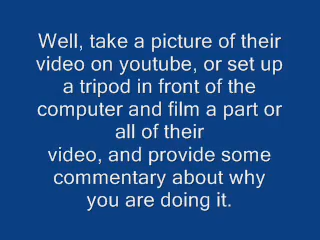 Well, take a picture of their
video on youtube, or set up
a tripod in front of the
computer and film a part or
all of their
video, and provide some
commentary about why
you are doing it.